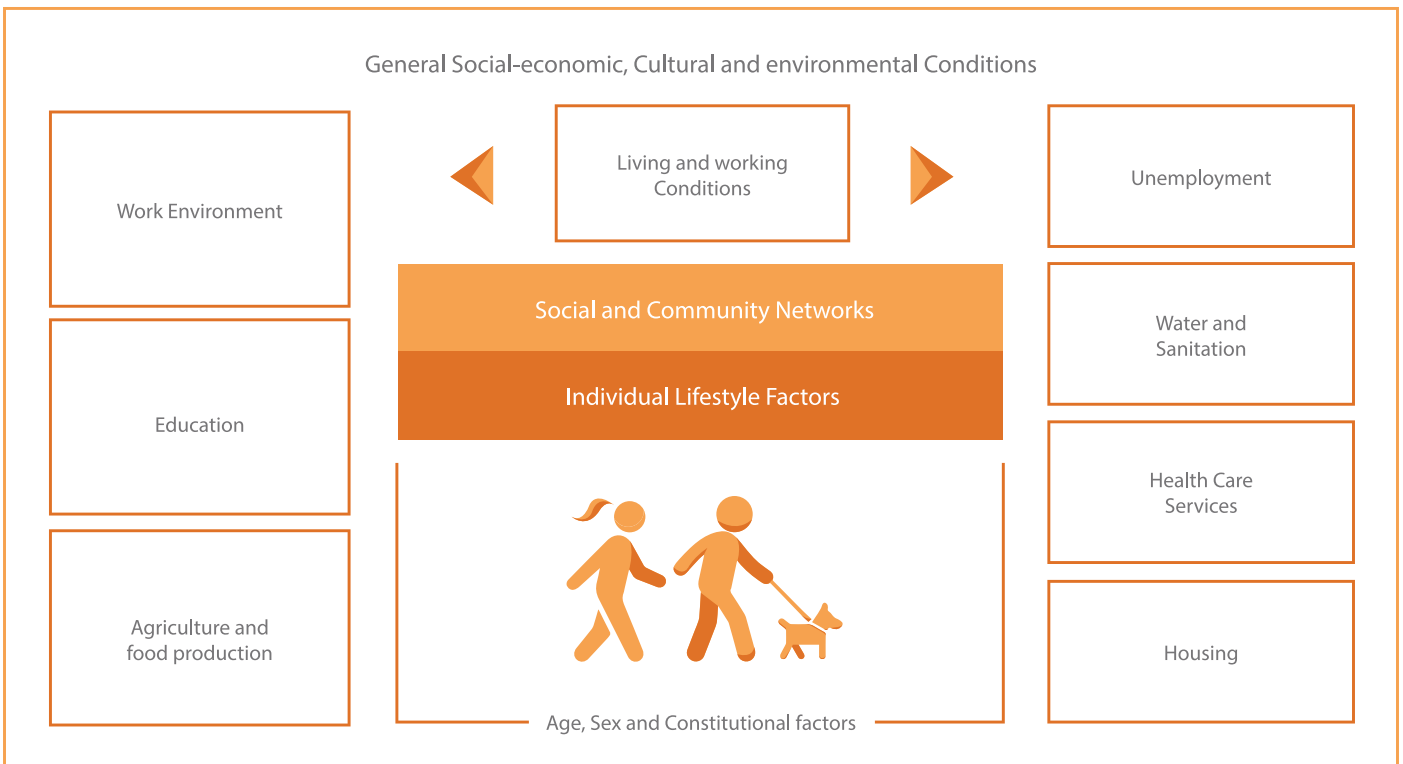 General Social-economic, Cultural and environmental Conditions
Work Environment
Education
Agriculture and
food production
Living and working
Conditions
Social and Community Networks
Individual Lifestyle Factors
Age, Sex and Constitutional factors
Unemployment
Water and
Sanitation
Health Care
Services
Housing